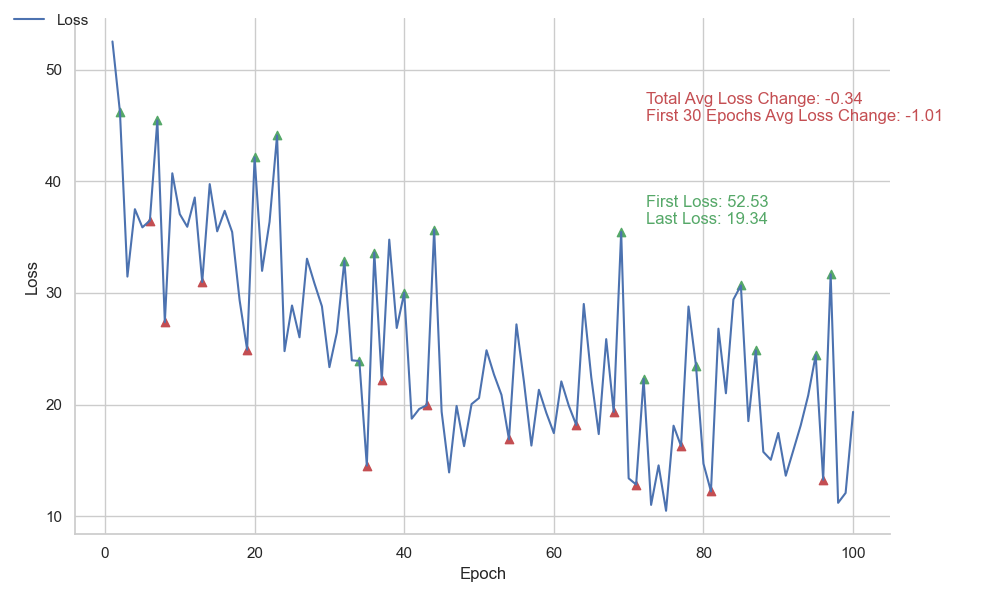 Loss
50
40
30
20
10
Loss
0
20
40
60
80
100
Epoch
Total Avg Loss Change: -0.34
First 30 Epochs Avg Loss Change: -1.01
First Loss: 52.53
Last Loss: 19.34